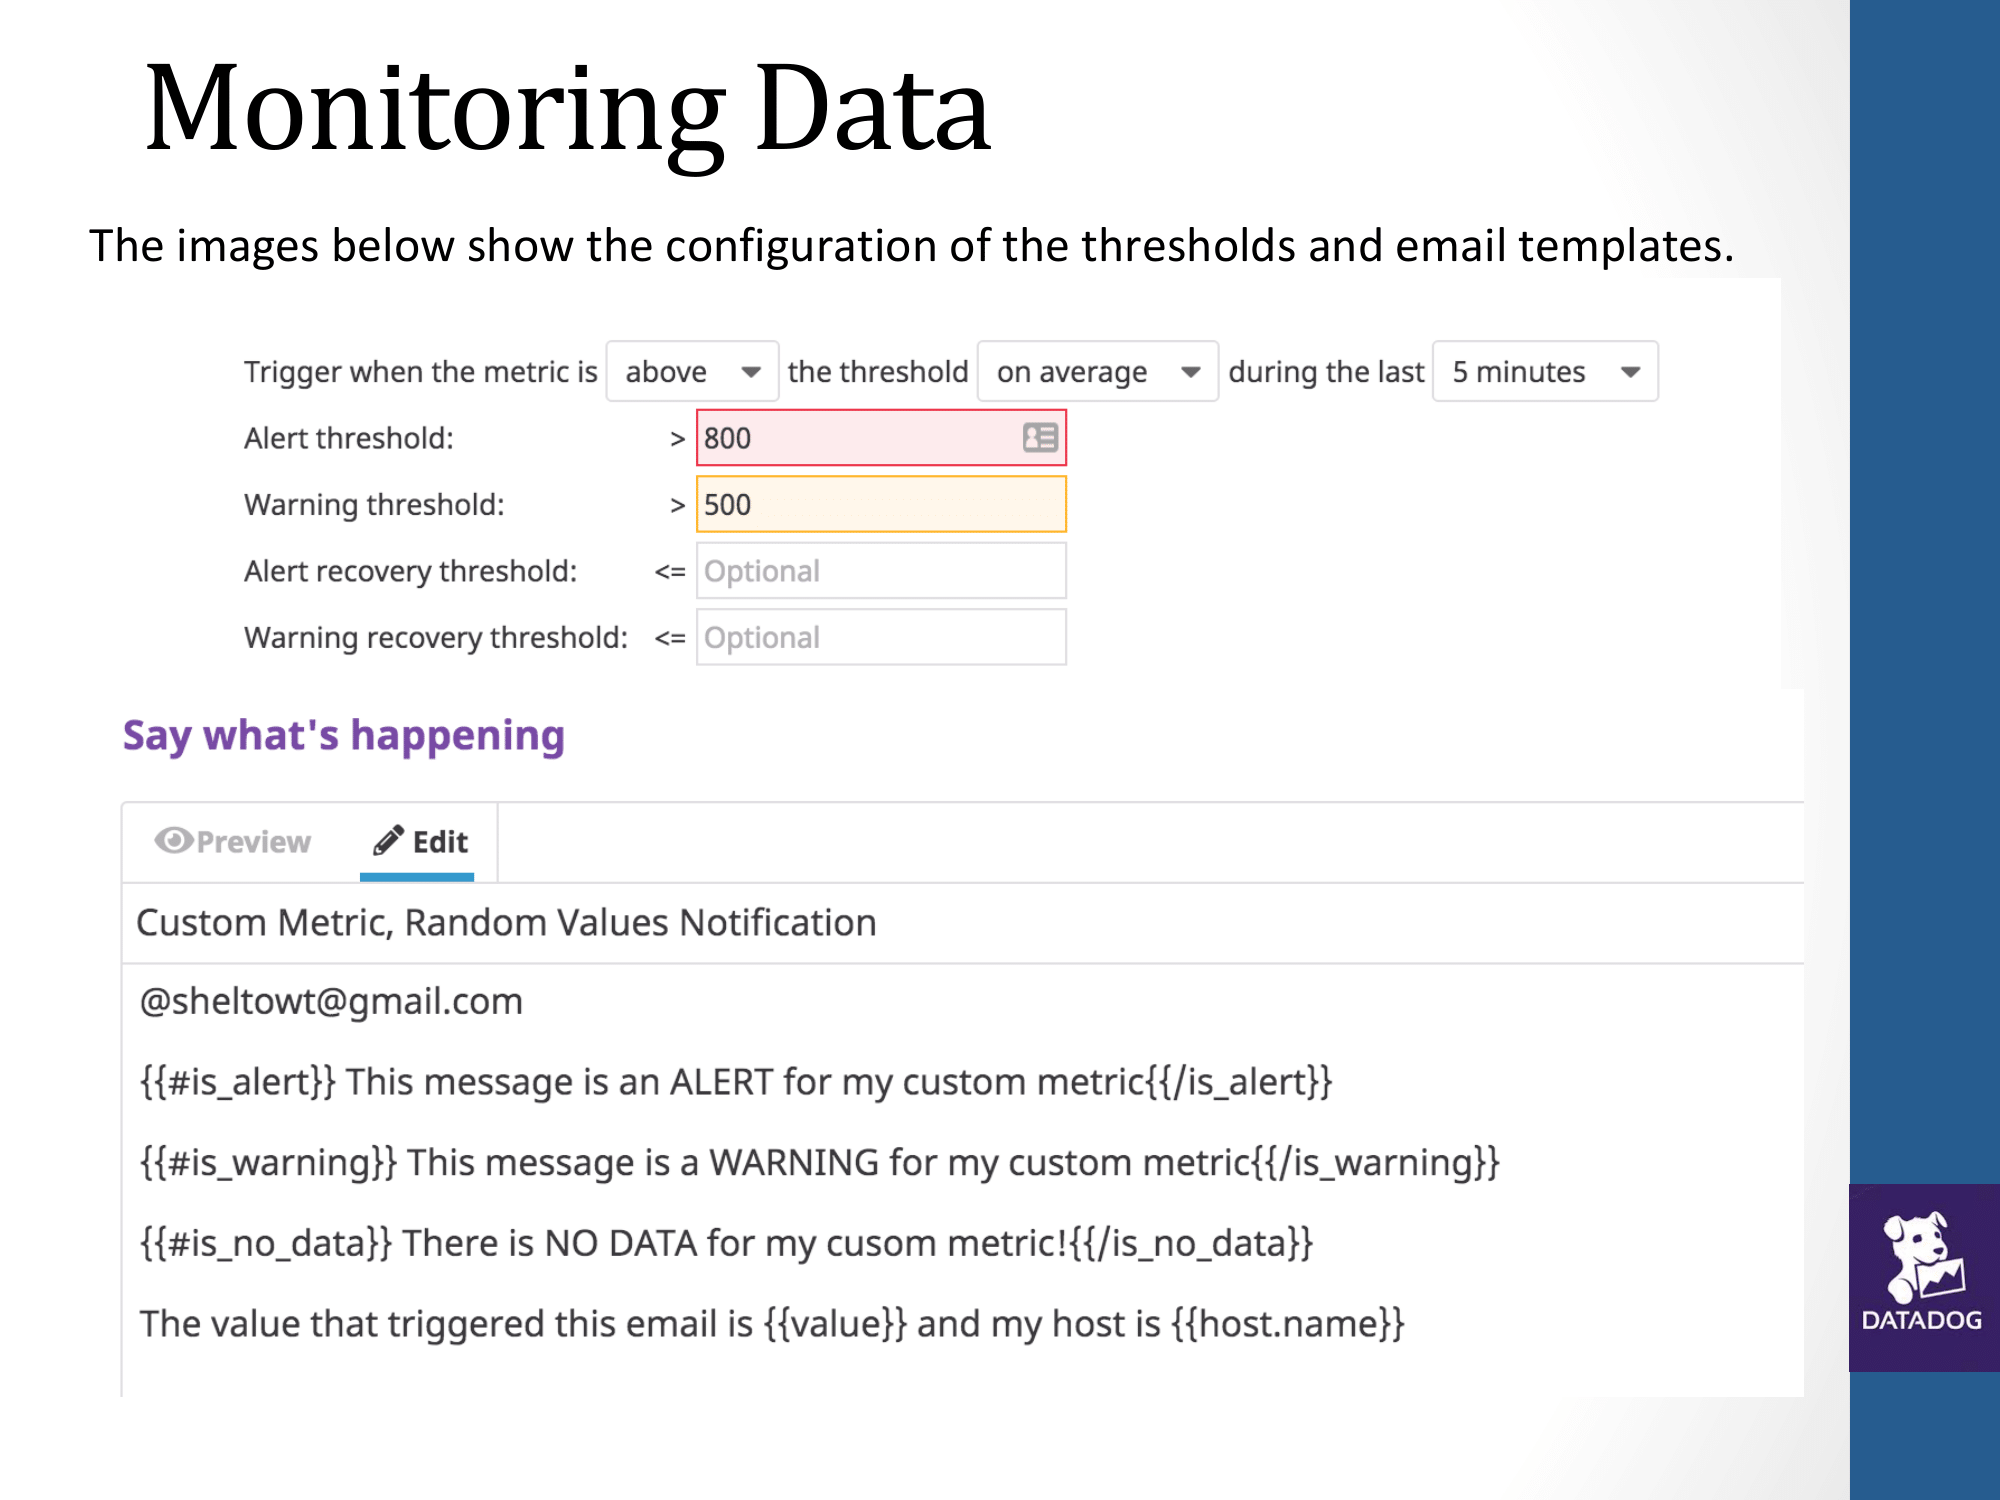 Monitoring Data
The images below show the configuration of the thresholds and email templates.
Trigger when the metric is above the threshold on average during the last 5 minutes
Alert threshold: > 800
Warning threshold: > 500
Alert recovery threshold: <= Optional
Warning recovery threshold: <= Optional
Say what's happening
Preview Edit
Custom Metric, Random Values Notification
@sheltowt@gmail.com
{{#is_alert}} This message is an ALERT for my custom metric{{/is_alert}}
{{#is_warning}} This message is a WARNING for my custom metric{{/is_warning}}
{{#is_no_data}} There is NO DATA for my cusom metric!{{/is_no_data}}
The value that triggered this email is {{value}} and my host is {{host.name}}
DATADOG